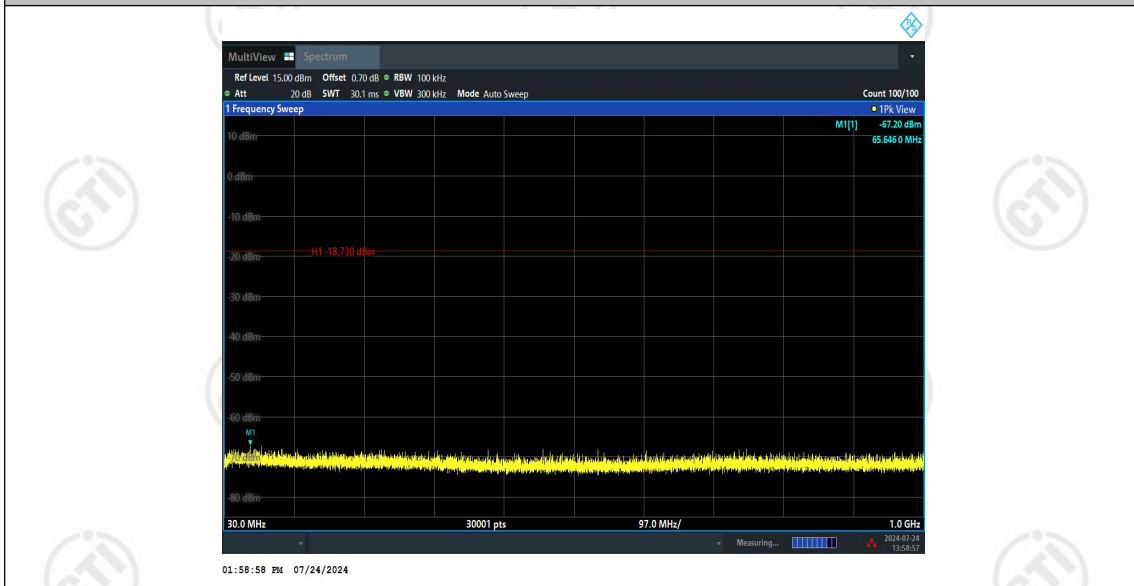 R&S
MultiView Spectrum
Ref Level 15.00 dBm Offset 0.70 dB RBW 100 kHz
Att 20 dB SWT 30.1 ms VBW 300 kHz Mode Auto Sweep Count 100/100
1 Frequency Sweep 1Pk View
M1[1] -67.20 dBm
65.646 0 MHz
10 dBm
0 dBm
-10 dBm
H1 -18.730 dBm
-20 dBm
-30 dBm
-40 dBm
-50 dBm
-60 dBm
M1
-80 dBm
30.0 MHz 30001 pts 97.0 MHz/ 1.0 GHz
Measuring... 2024-07-24
13:58:57
01:58:58 PM 07/24/2024
CTI
CTI
CTI
CTI